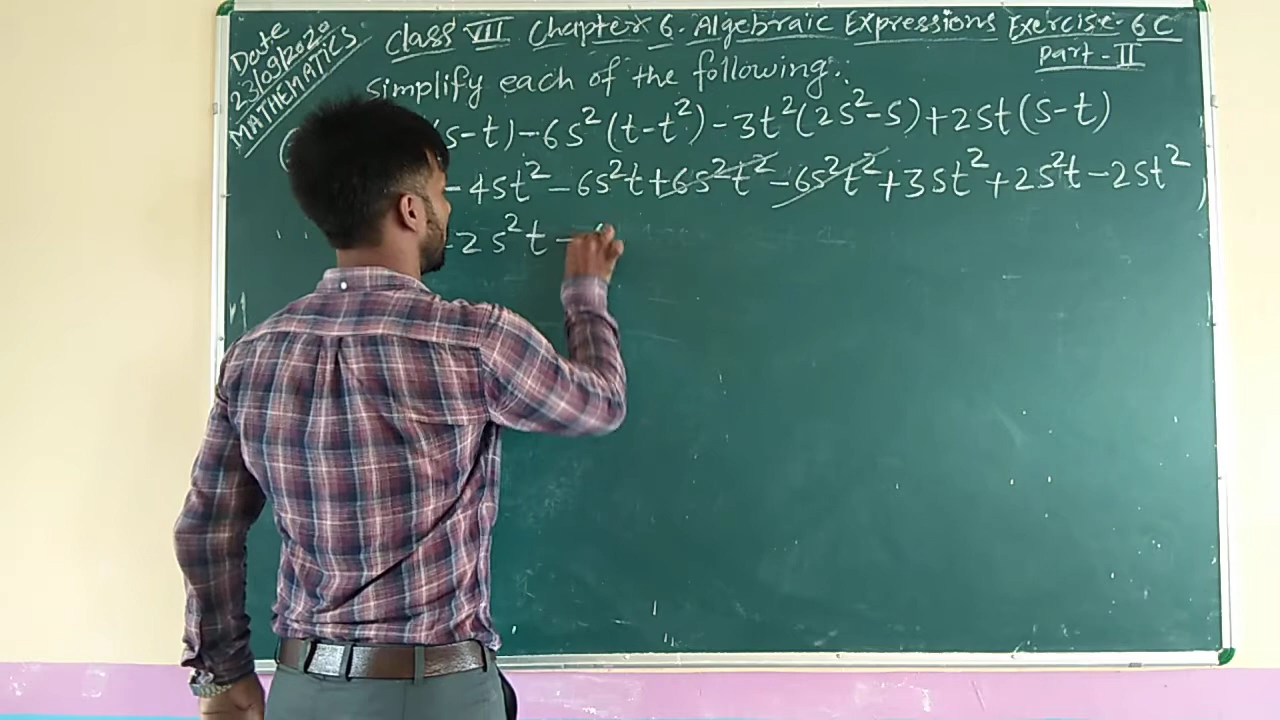 Date
23/09/2020
MATHEMATICS
Class VII Chapter 6. Algebraic Expressions Exercise-6C
Part-II
Simplify each of the following.:
(s-t)-6s²(t-t²)-3t²(2s²-s)+2st(s-t)
-4st²-6s²t+6s²t²-6s²t²+3st²+2s²t-2st²
-2s²t-